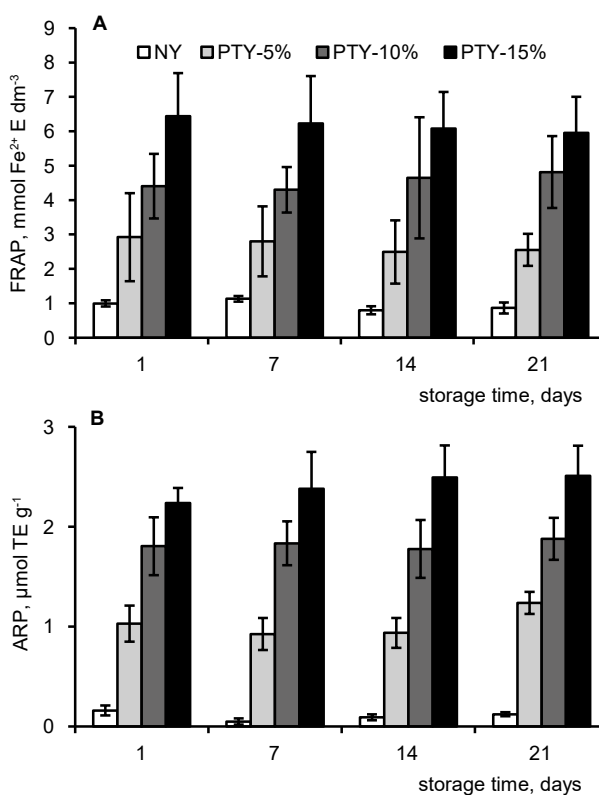 A
NY PTY-5% PTY-10% PTY-15%
FRAP, mmol Fe²⁺ E dm⁻³
9
8
7
6
5
4
3
2
1
0
1 7 14 21
storage time, days
B
ARP, µmol TE g⁻¹
3
2
1
0
1 7 14 21
storage time, days